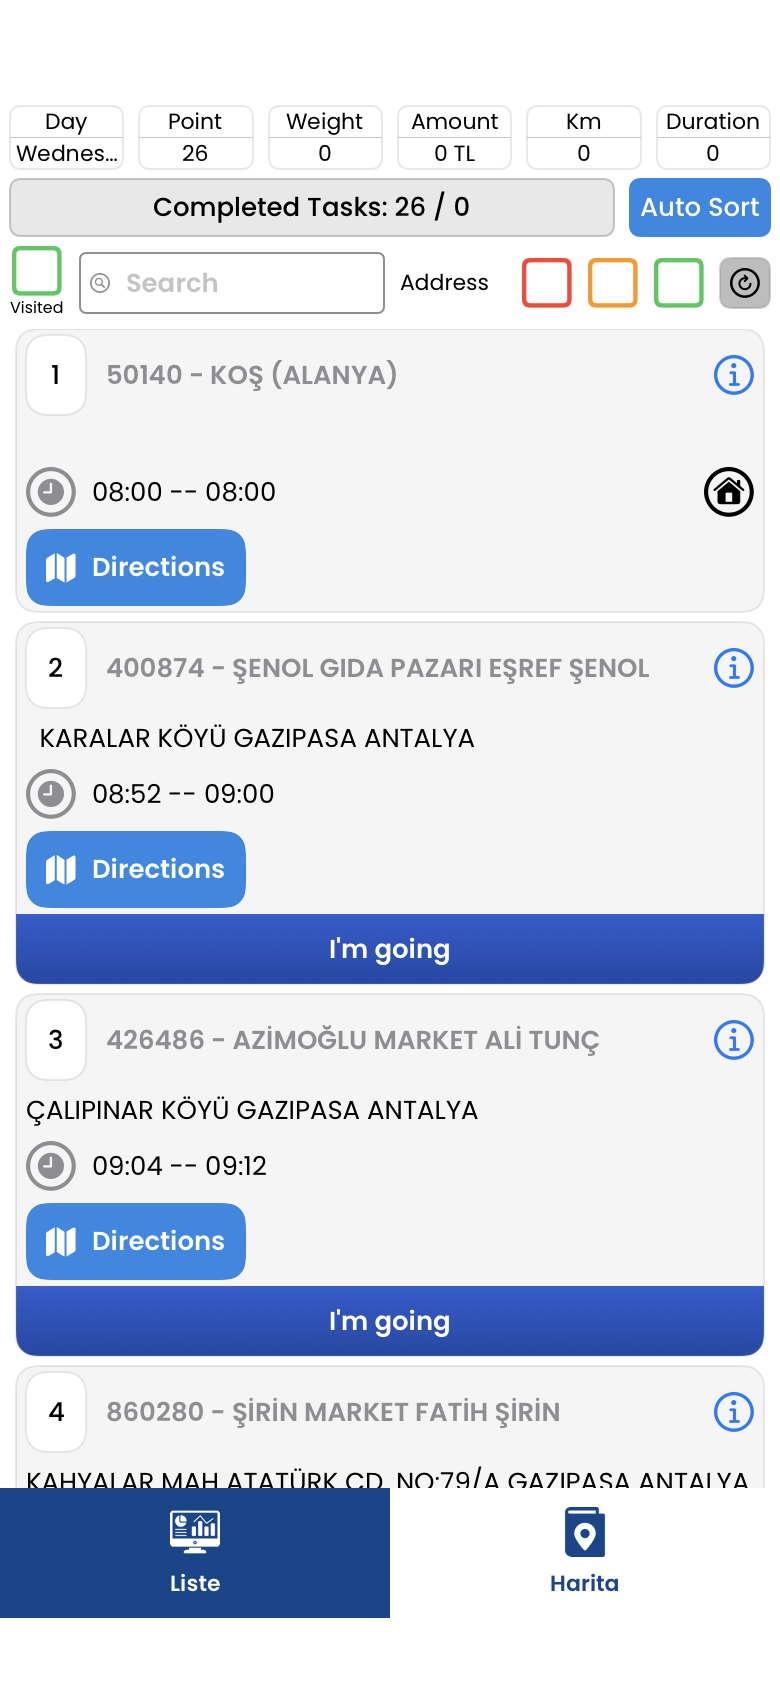 Day
Point
Weight
Amount
Km
Duration
Wednes...
26
0
0 TL
0
0
Completed Tasks: 26 / 0
Auto Sort
Visited
Search
Address
1
50140 - KOŞ (ALANYA)
08:00 -- 08:00
Directions
2
400874 - ŞENOL GIDA PAZARI EŞREF ŞENOL
KARALAR KÖYÜ GAZIPASA ANTALYA
08:52 -- 09:00
Directions
I'm going
3
426486 - AZİMOĞLU MARKET ALİ TUNÇ
ÇALIPINAR KÖYÜ GAZIPASA ANTALYA
09:04 -- 09:12
Directions
I'm going
4
860280 - ŞİRİN MARKET FATİH ŞİRİN
KAHYALAR MAH ATATÜRK CD. NO:79/A GAZIPASA ANTALYA
Liste
Harita